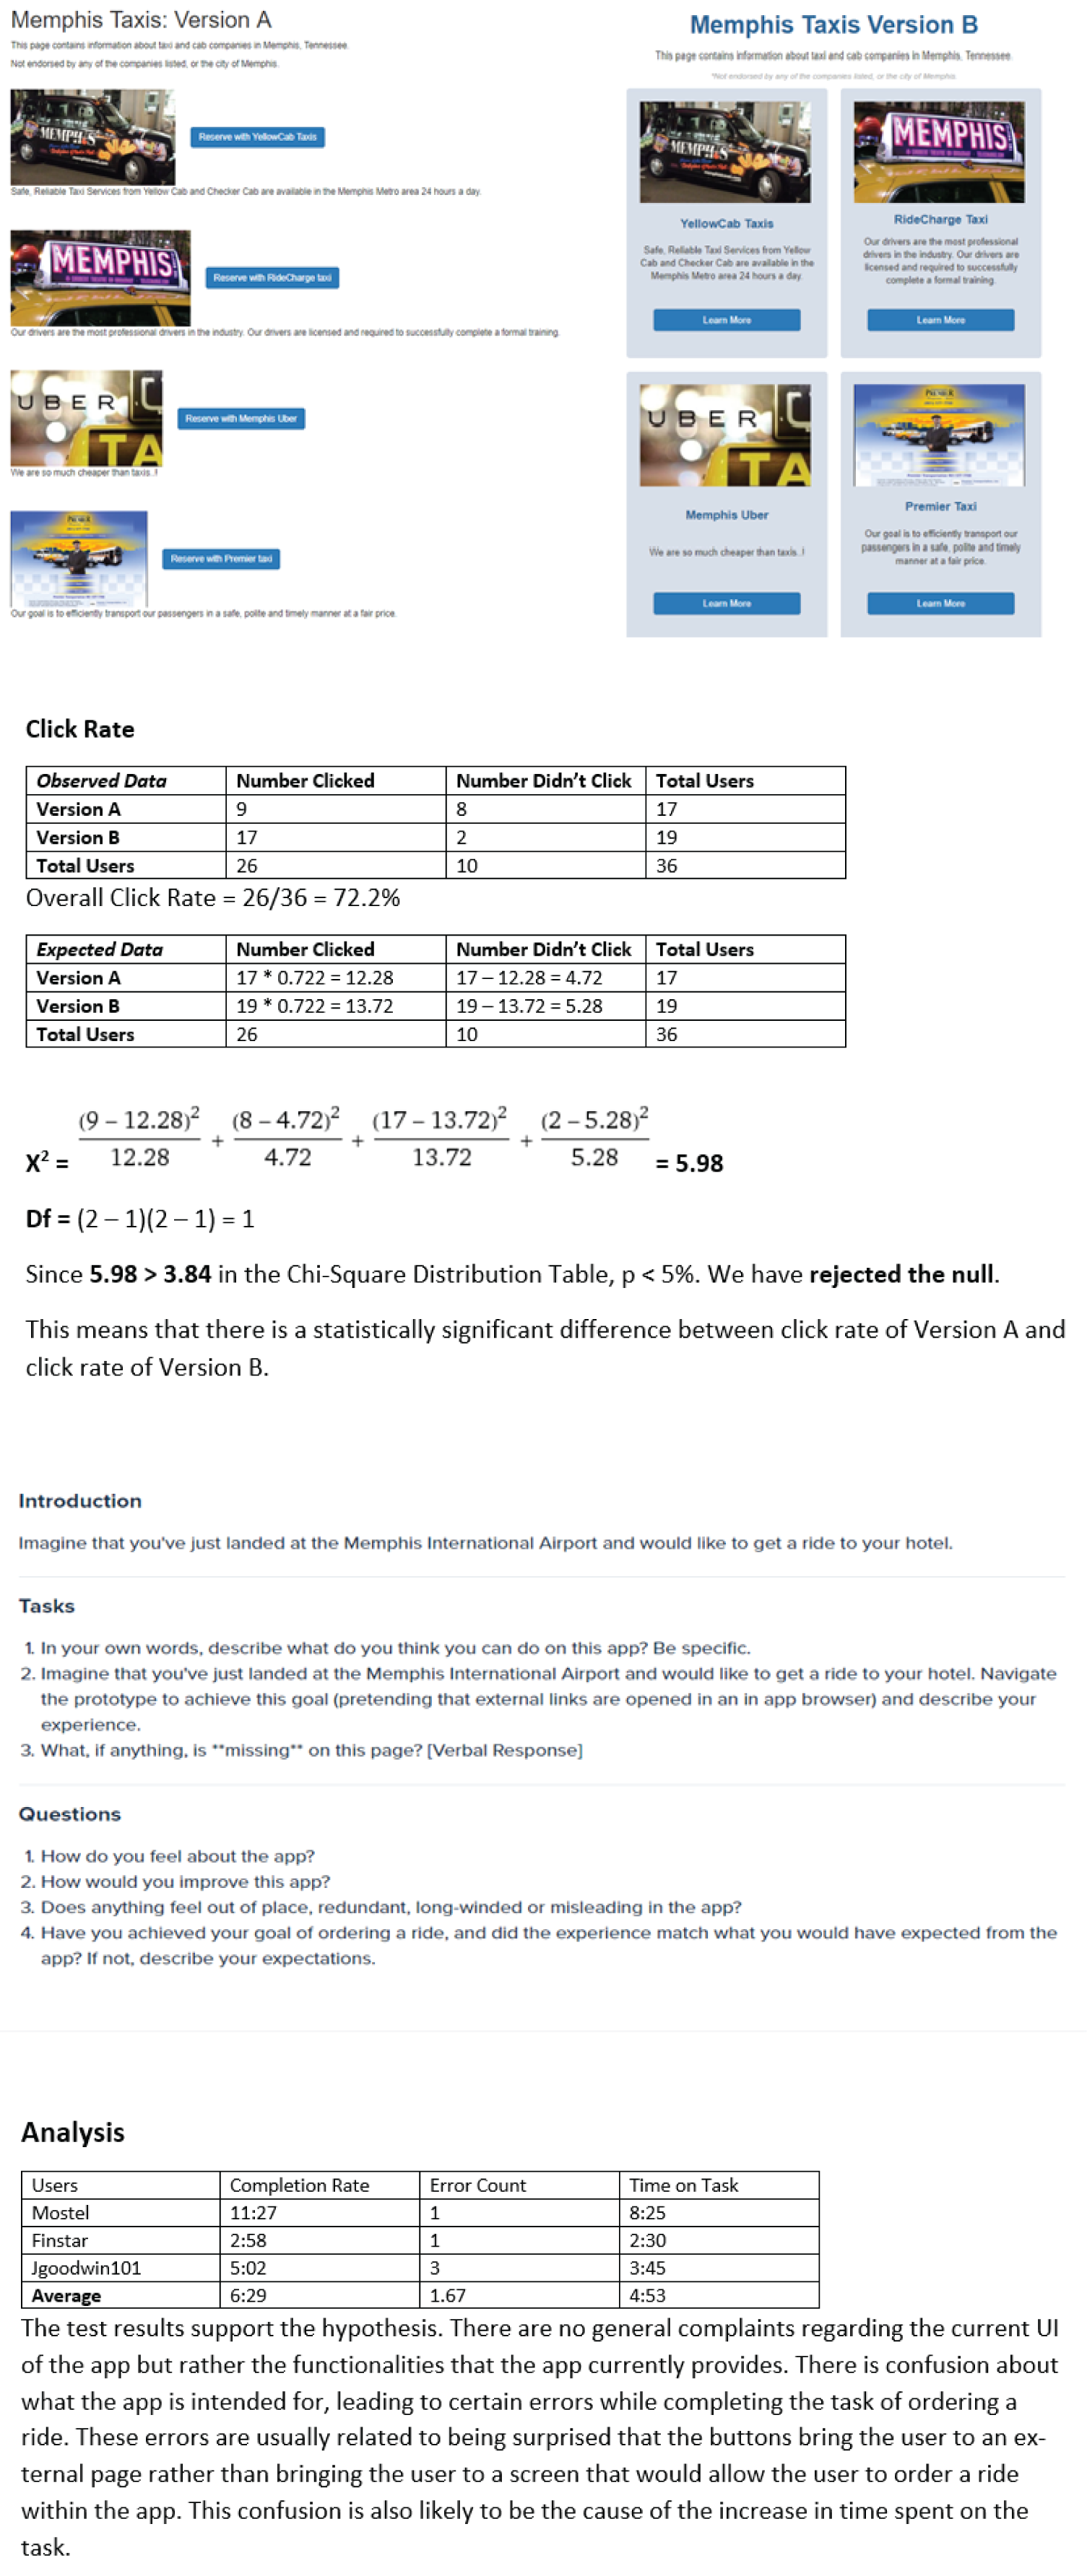 Memphis Taxis: Version A
This page contains information about taxi and cab companies in Memphis, Tennessee.
Not endorsed by any of the companies listed, or the city of Memphis.
MEMPHIS
Reserve with YellowCab Taxis
Safe, Reliable Taxi Services from Yellow Cab and Checker Cab are available in the Memphis Metro area 24 hours a day.
MEMPHIS
Reserve with RideCharge taxi
Our drivers are the most professional drivers in the industry. Our drivers are licensed and required to successfully complete a formal training.
UBER
TA
Reserve with Memphis Uber
We are so much cheaper than taxis..!
PREMIER
Reserve with Premier taxi
Our goal is to efficiently transport our passengers in a safe, polite and timely manner at a fair price.
Memphis Taxis Version B
This page contains information about taxi and cab companies in Memphis, Tennessee.
*Not endorsed by any of the companies listed, or the city of Memphis
MEMPHIS
YellowCab Taxis
Safe, Reliable Taxi Services from Yellow
Cab and Checker Cab are available in the
Memphis Metro area 24 hours a day.
Learn More
MEMPHIS
RideCharge Taxi
Our drivers are the most professional
drivers in the industry. Our drivers are
licensed and required to successfully
complete a formal training.
Learn More
UBER
TA
Memphis Uber
We are so much cheaper than taxis..!
Learn More
PREMIER
Premier Taxi
Our goal is to efficiently transport our
passengers in a safe, polite and timely
manner at a fair price.
Learn More
Click Rate
Observed Data Number Clicked Number Didn't Click Total Users
Version A 9 8 17
Version B 17 2 19
Total Users 26 10 36
Overall Click Rate = 26/36 = 72.2%
Expected Data Number Clicked Number Didn't Click Total Users
Version A 17 * 0.722 = 12.28 17 – 12.28 = 4.72 17
Version B 19 * 0.722 = 13.72 19 – 13.72 = 5.28 19
Total Users 26 10 36
X² = (9 – 12.28)²/12.28 + (8 – 4.72)²/4.72 + (17 – 13.72)²/13.72 + (2 – 5.28)²/5.28 = 5.98
Df = (2 – 1)(2 – 1) = 1
Since 5.98 > 3.84 in the Chi-Square Distribution Table, p < 5%. We have rejected the null.
This means that there is a statistically significant difference between click rate of Version A and
click rate of Version B.
Introduction
Imagine that you've just landed at the Memphis International Airport and would like to get a ride to your hotel.
Tasks
1. In your own words, describe what do you think you can do on this app? Be specific.
2. Imagine that you've just landed at the Memphis International Airport and would like to get a ride to your hotel. Navigate
the prototype to achieve this goal (pretending that external links are opened in an in app browser) and describe your
experience.
3. What, if anything, is **missing** on this page? [Verbal Response]
Questions
1. How do you feel about the app?
2. How would you improve this app?
3. Does anything feel out of place, redundant, long-winded or misleading in the app?
4. Have you achieved your goal of ordering a ride, and did the experience match what you would have expected from the
app? If not, describe your expectations.
Analysis
Users Completion Rate Error Count Time on Task
Mostel 11:27 1 8:25
Finstar 2:58 1 2:30
Jgoodwin101 5:02 3 3:45
Average 6:29 1.67 4:53
The test results support the hypothesis. There are no general complaints regarding the current UI
of the app but rather the functionalities that the app currently provides. There is confusion about
what the app is intended for, leading to certain errors while completing the task of ordering a
ride. These errors are usually related to being surprised that the buttons bring the user to an ex-
ternal page rather than bringing the user to a screen that would allow the user to order a ride
within the app. This confusion is also likely to be the cause of the increase in time spent on the
task.